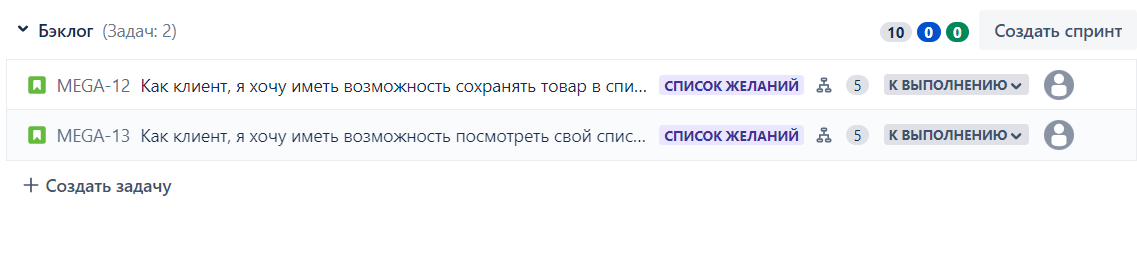 Бэклог (Задач: 2) 10 0 0 Создать спринт
MEGA-12 Как клиент, я хочу иметь возможность сохранять товар в спи... СПИСОК ЖЕЛАНИЙ 5 К ВЫПОЛНЕНИЮ
MEGA-13 Как клиент, я хочу иметь возможность посмотреть свой спис... СПИСОК ЖЕЛАНИЙ 5 К ВЫПОЛНЕНИЮ
+ Создать задачу